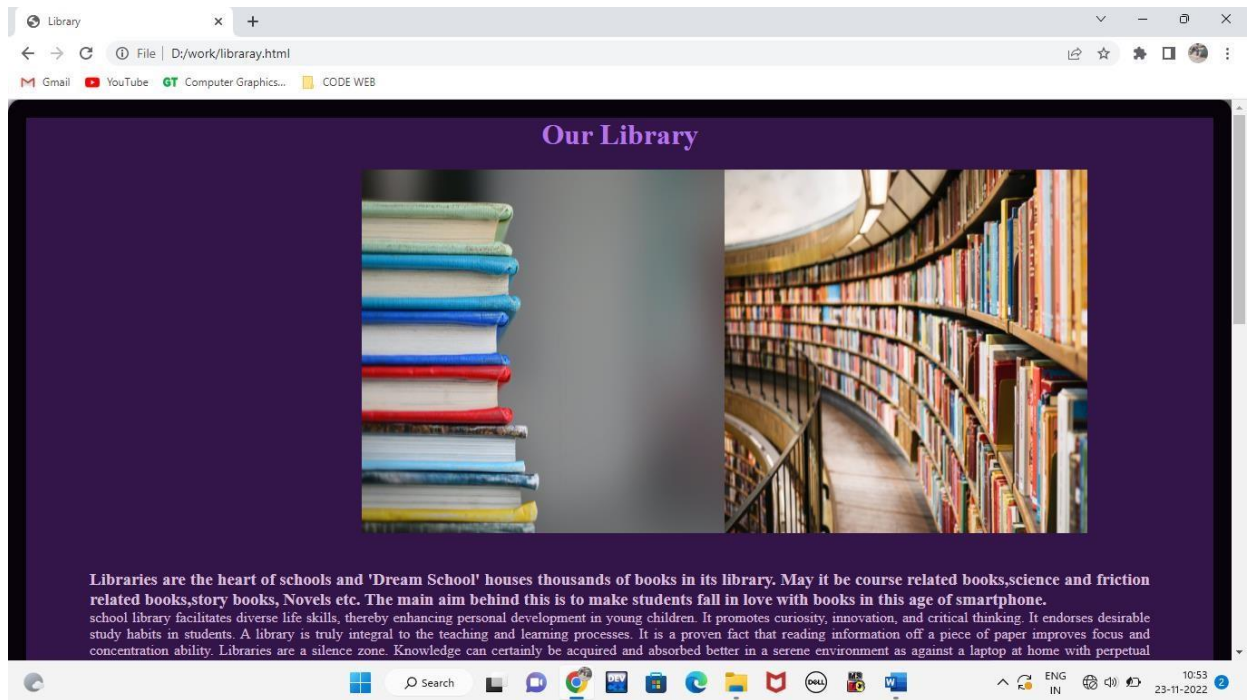 Library
File | D:/work/libraray.html
Gmail YouTube GT Computer Graphics... CODE WEB
Our Library
Libraries are the heart of schools and 'Dream School' houses thousands of books in its library. May it be course related books,science and friction
related books,story books, Novels etc. The main aim behind this is to make students fall in love with books in this age of smartphone.
school library facilitates diverse life skills, thereby enhancing personal development in young children. It promotes curiosity, innovation, and critical thinking. It endorses desirable
study habits in students. A library is truly integral to the teaching and learning processes. It is a proven fact that reading information off a piece of paper improves focus and
concentration ability. Libraries are a silence zone. Knowledge can certainly be acquired and absorbed better in a serene environment as against a laptop at home with perpetual
Search
DEV
DELL
W
ENG
IN
10:53
23-11-2022
2